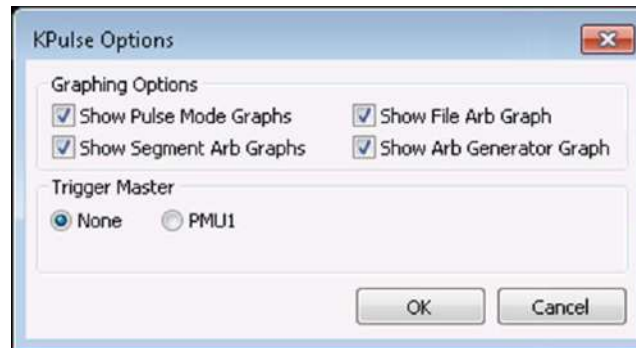 KPulse Options
Graphing Options
Show Pulse Mode Graphs
Show File Arb Graph
Show Segment Arb Graphs
Show Arb Generator Graph
Trigger Master
None
PMU1
OK
Cancel